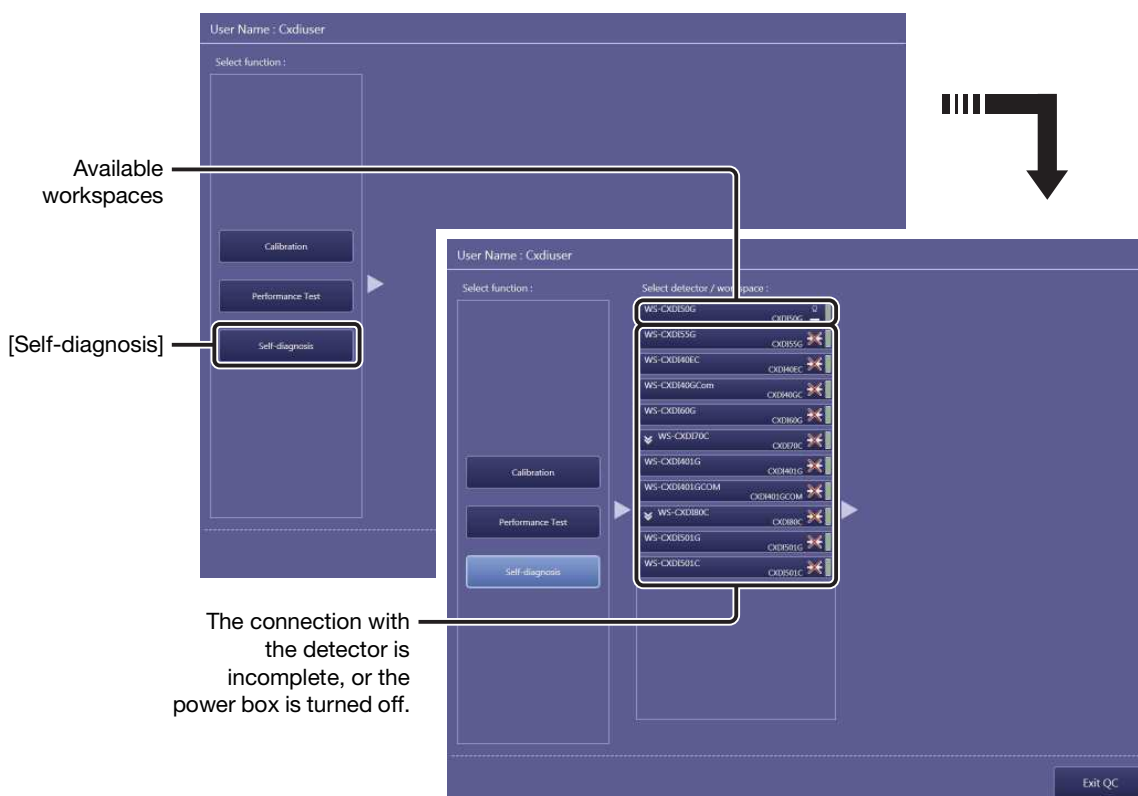 User Name : Cxdiuser
Select function :
Available
workspaces
Calibration
Performance Test
[Self-diagnosis]
Self-diagnosis
User Name : Cxdiuser
Select function :
Select detector / workspace :
WS-CXDI50G
CXDI50G
WS-CXDI55G
CXDI55G
WS-CXDI40EC
CXDI40EC
WS-CXDI40GCom
CXDI40GC
WS-CXDI60G
CXDI60G
WS-CXDI70C
CXDI70C
WS-CXDI401G
CXDI401G
WS-CXDI401GCOM
CXDI401GCOM
WS-CXDI80C
CXDI80C
WS-CXDI501G
CXDI501G
WS-CXDI501C
CXDI501C
Calibration
Performance Test
Self-diagnosis
The connection with
the detector is
incomplete, or the
power box is turned off.
Exit QC